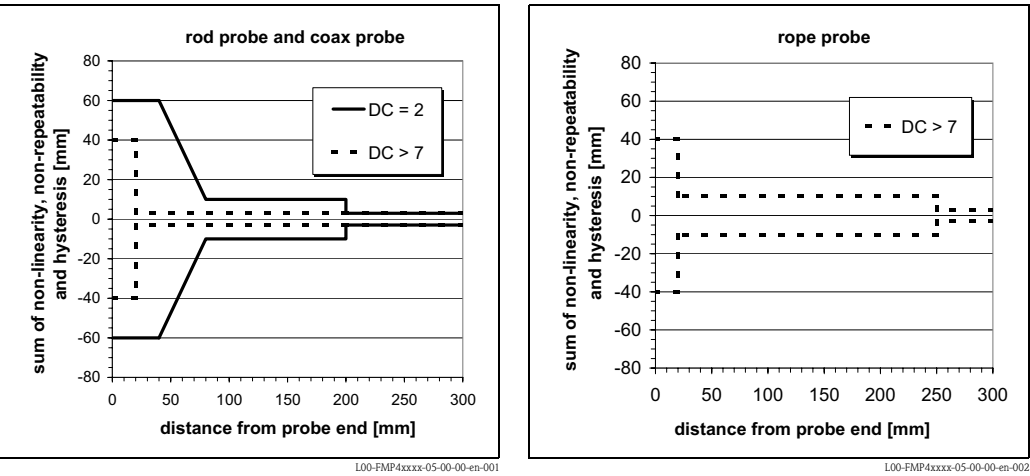 rod probe and coax probe
sum of non-linearity, non-repeatability
and hysteresis [mm]
80
60
40
20
0
-20
-40
-60
-80
DC = 2
DC > 7
0 50 100 150 200 250 300
distance from probe end [mm]
L00-FMP4xxxx-05-00-00-en-001
rope probe
sum of non-linearity, non-repeatability
and hysteresis [mm]
80
60
40
20
0
-20
-40
-60
-80
DC > 7
0 50 100 150 200 250 300
distance from probe end [mm]
L00-FMP4xxxx-05-00-00-en-002